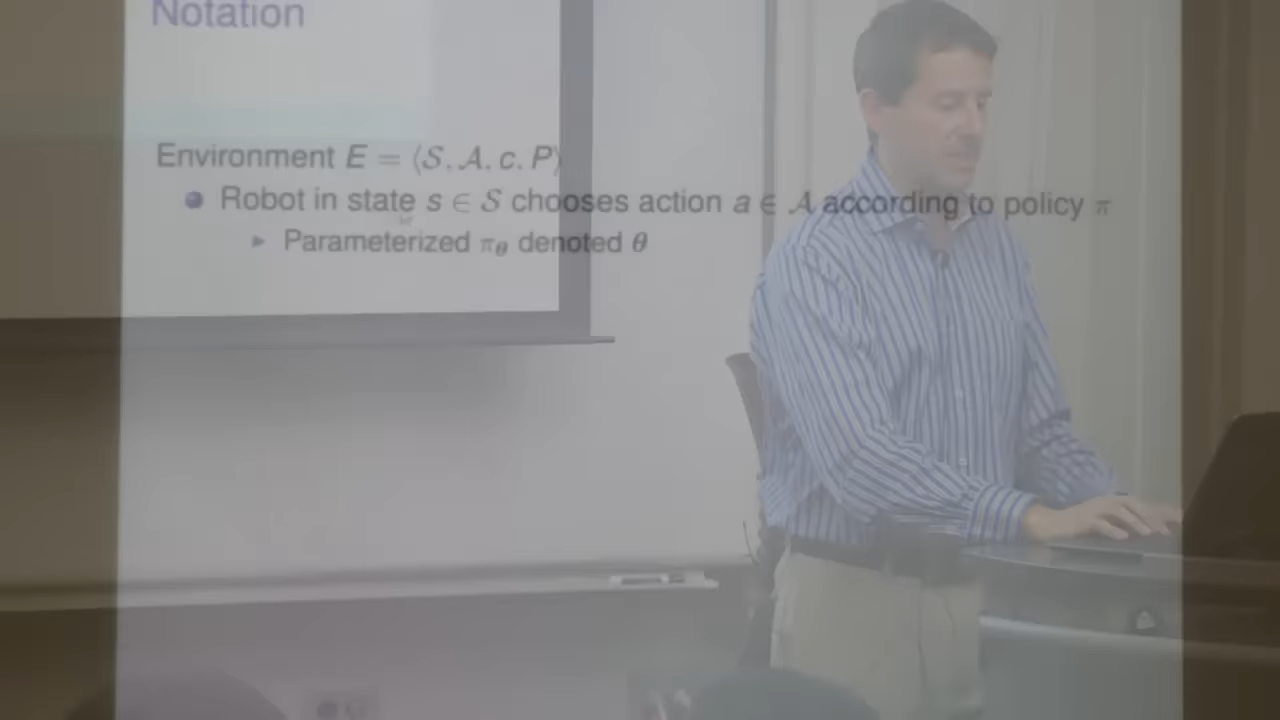 Notation
Environment E = ⟨S, A, c, P⟩
Robot in state s ∈ S chooses action a ∈ A according to policy π
Parameterized π_θ denoted θ